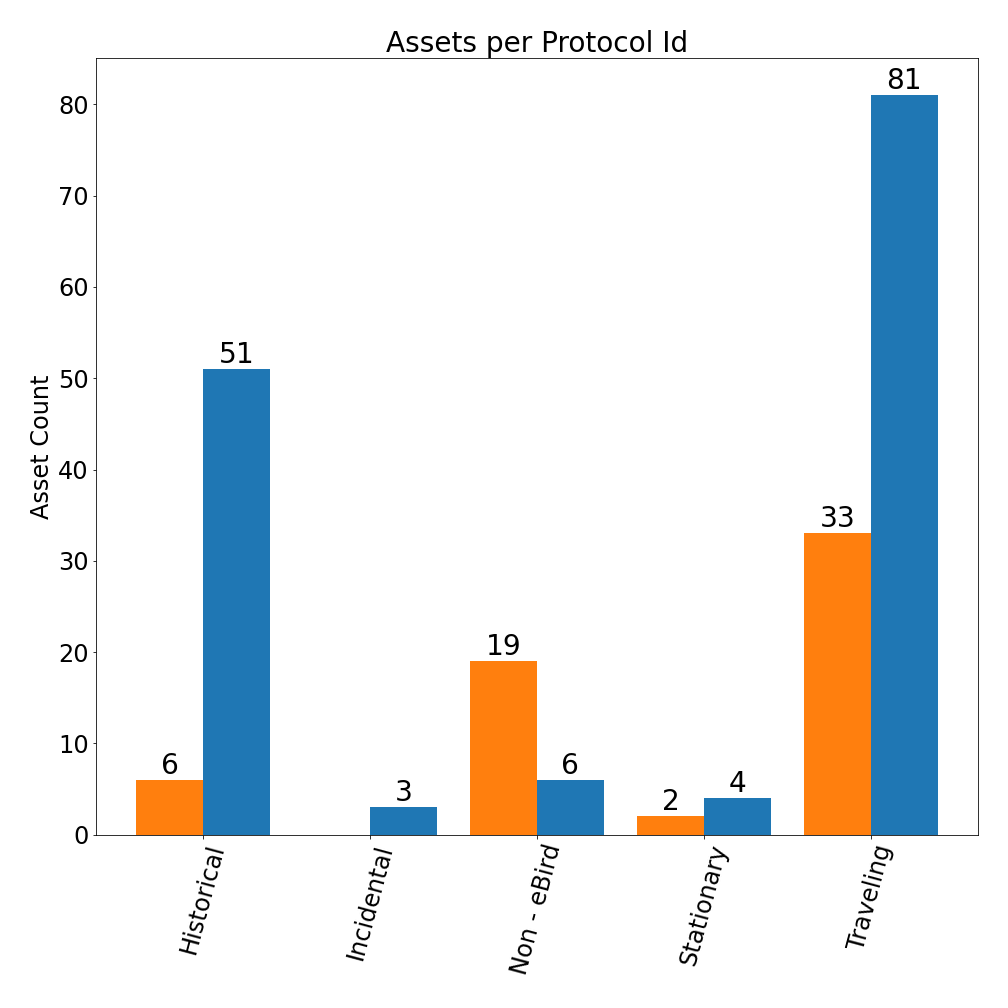 Assets per Protocol Id
Asset Count
80
70
60
50
40
30
20
10
0
6
51
3
19
6
2
4
33
81
Historical
Incidental
Non - eBird
Stationary
Traveling